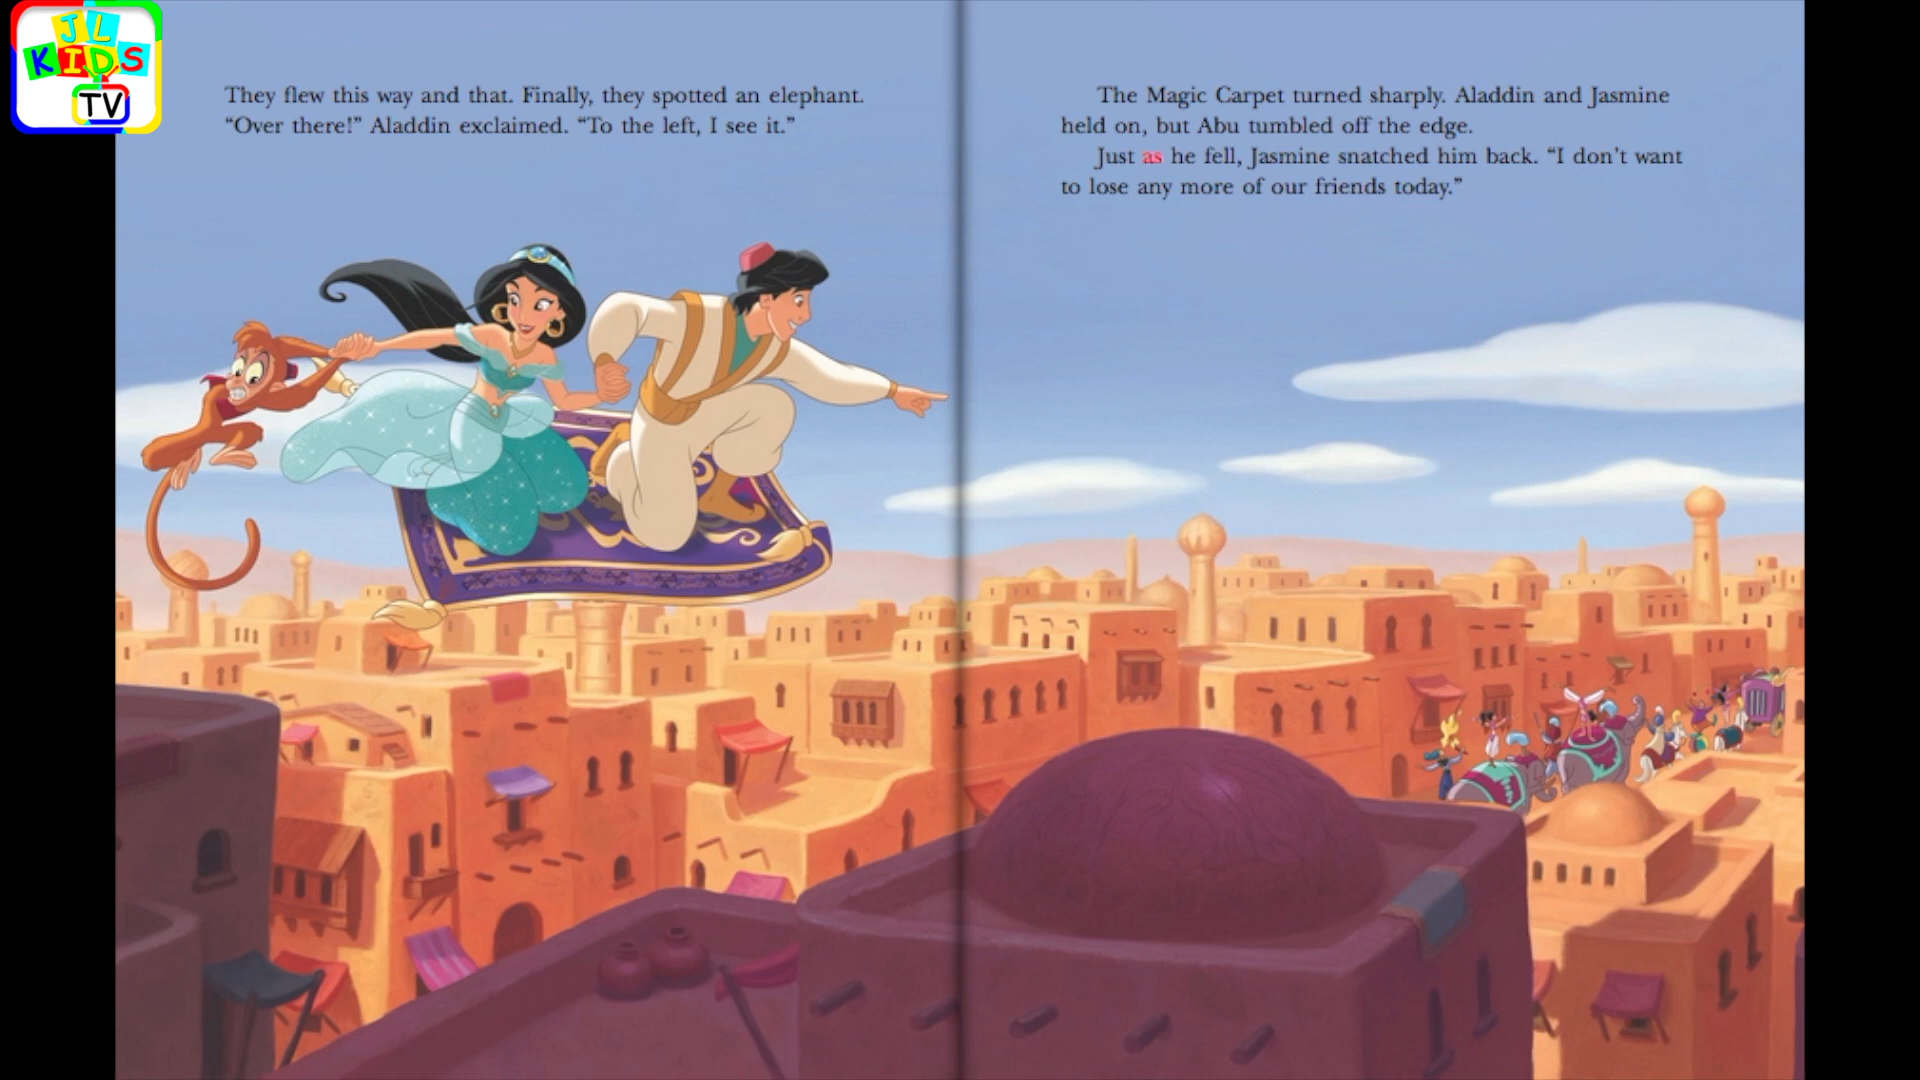 JL
KIDS
TV
They flew this way and that. Finally, they spotted an elephant.
“Over there!” Aladdin exclaimed. “To the left, I see it.”
The Magic Carpet turned sharply. Aladdin and Jasmine
held on, but Abu tumbled off the edge.
Just as he fell, Jasmine snatched him back. “I don’t want
to lose any more of our friends today.”